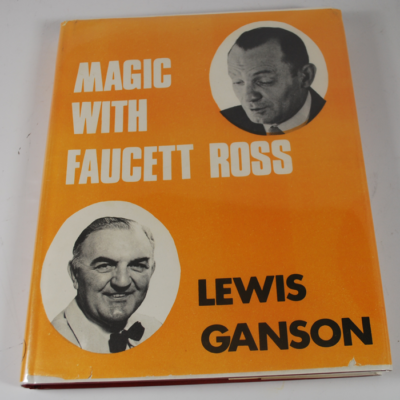 MAGIC
WITH
FAUCETT ROSS
LEWIS
GANSON